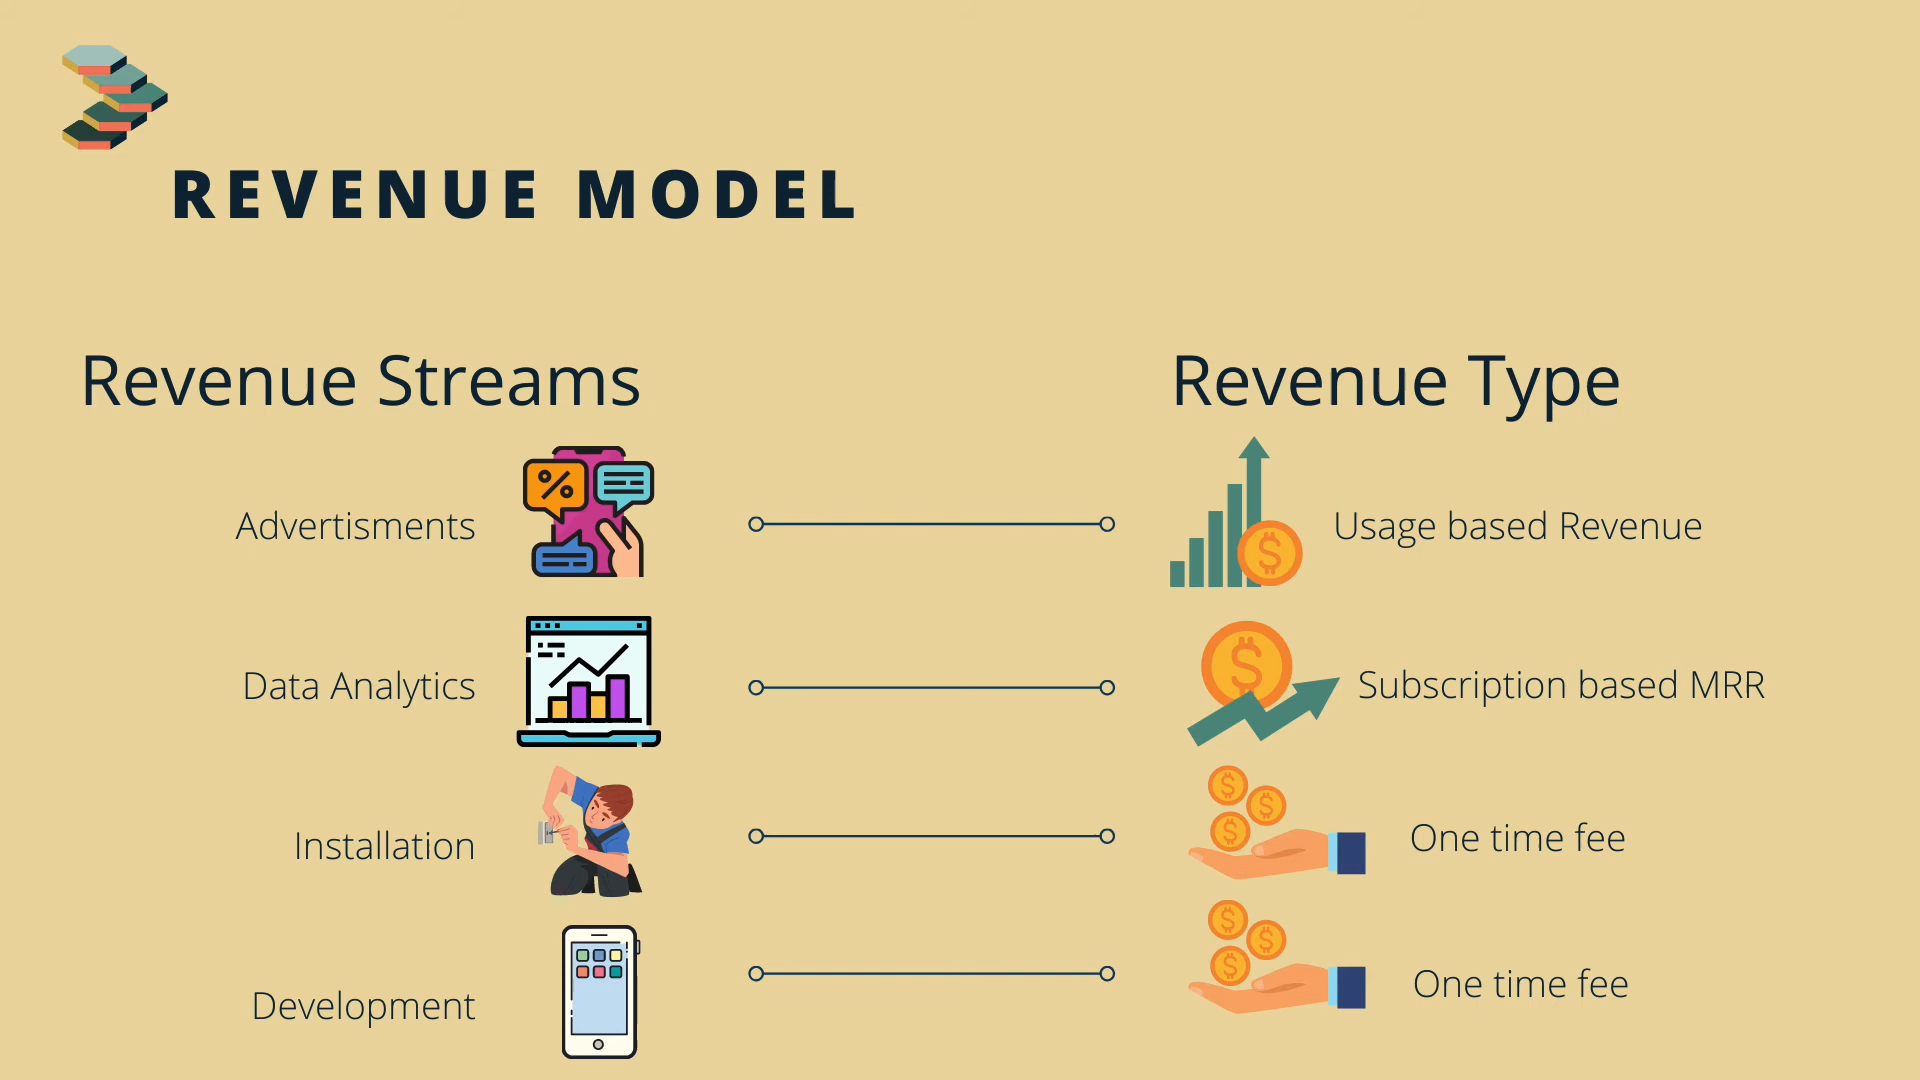 REVENUE MODEL
Revenue Streams
Revenue Type
Advertisments
Usage based Revenue
Data Analytics
Subscription based MRR
Installation
One time fee
Development
One time fee